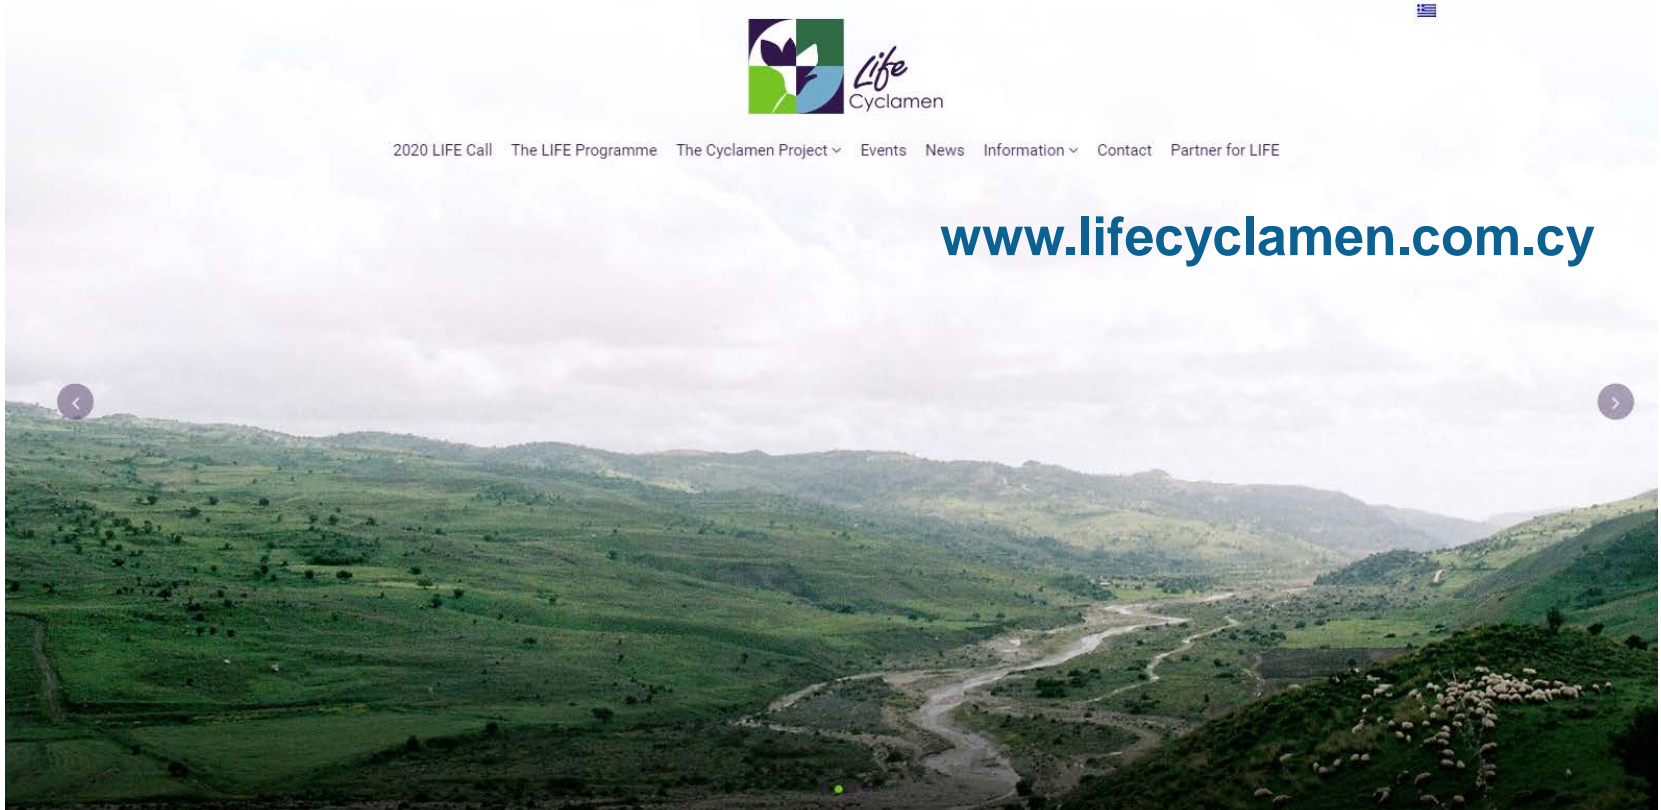 Life
Cyclamen
2020 LIFE Call The LIFE Programme The Cyclamen Project Events News Information Contact Partner for LIFE
www.lifecyclamen.com.cy